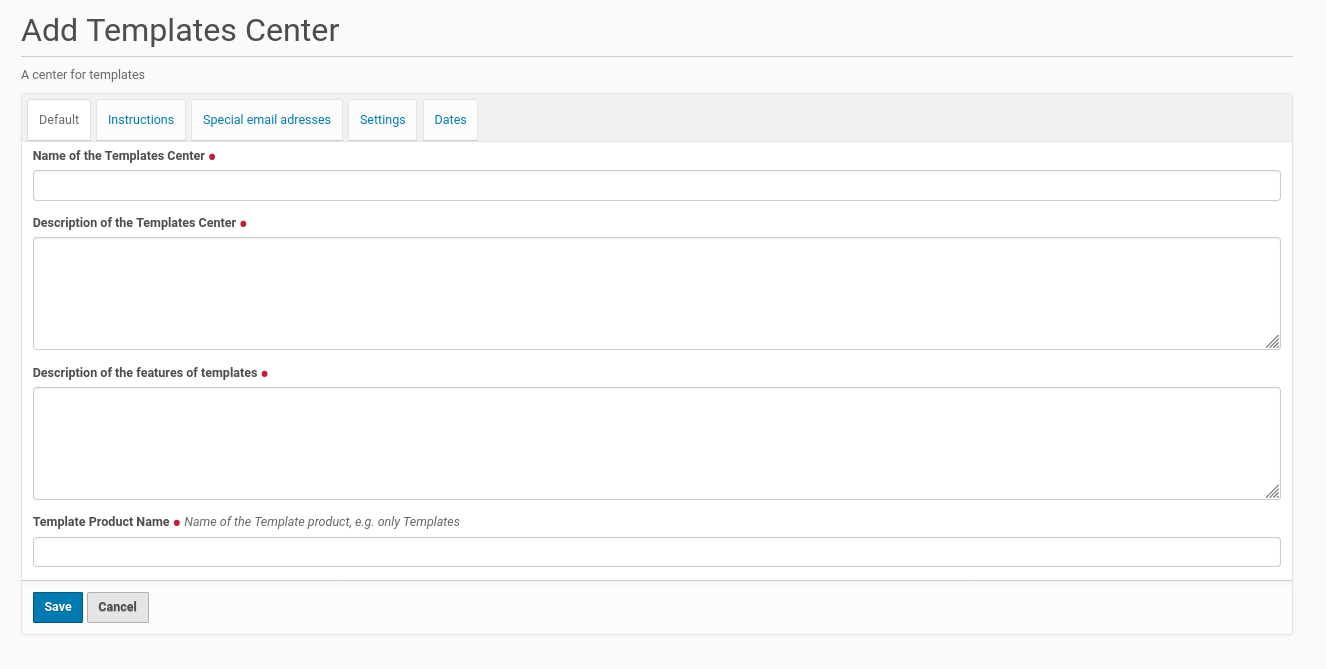 Add Templates Center
A center for templates
Default Instructions Special email adresses Settings Dates
Name of the Templates Center
Description of the Templates Center
Description of the features of templates
Template Product Name Name of the Template product, e.g. only Templates
Save Cancel